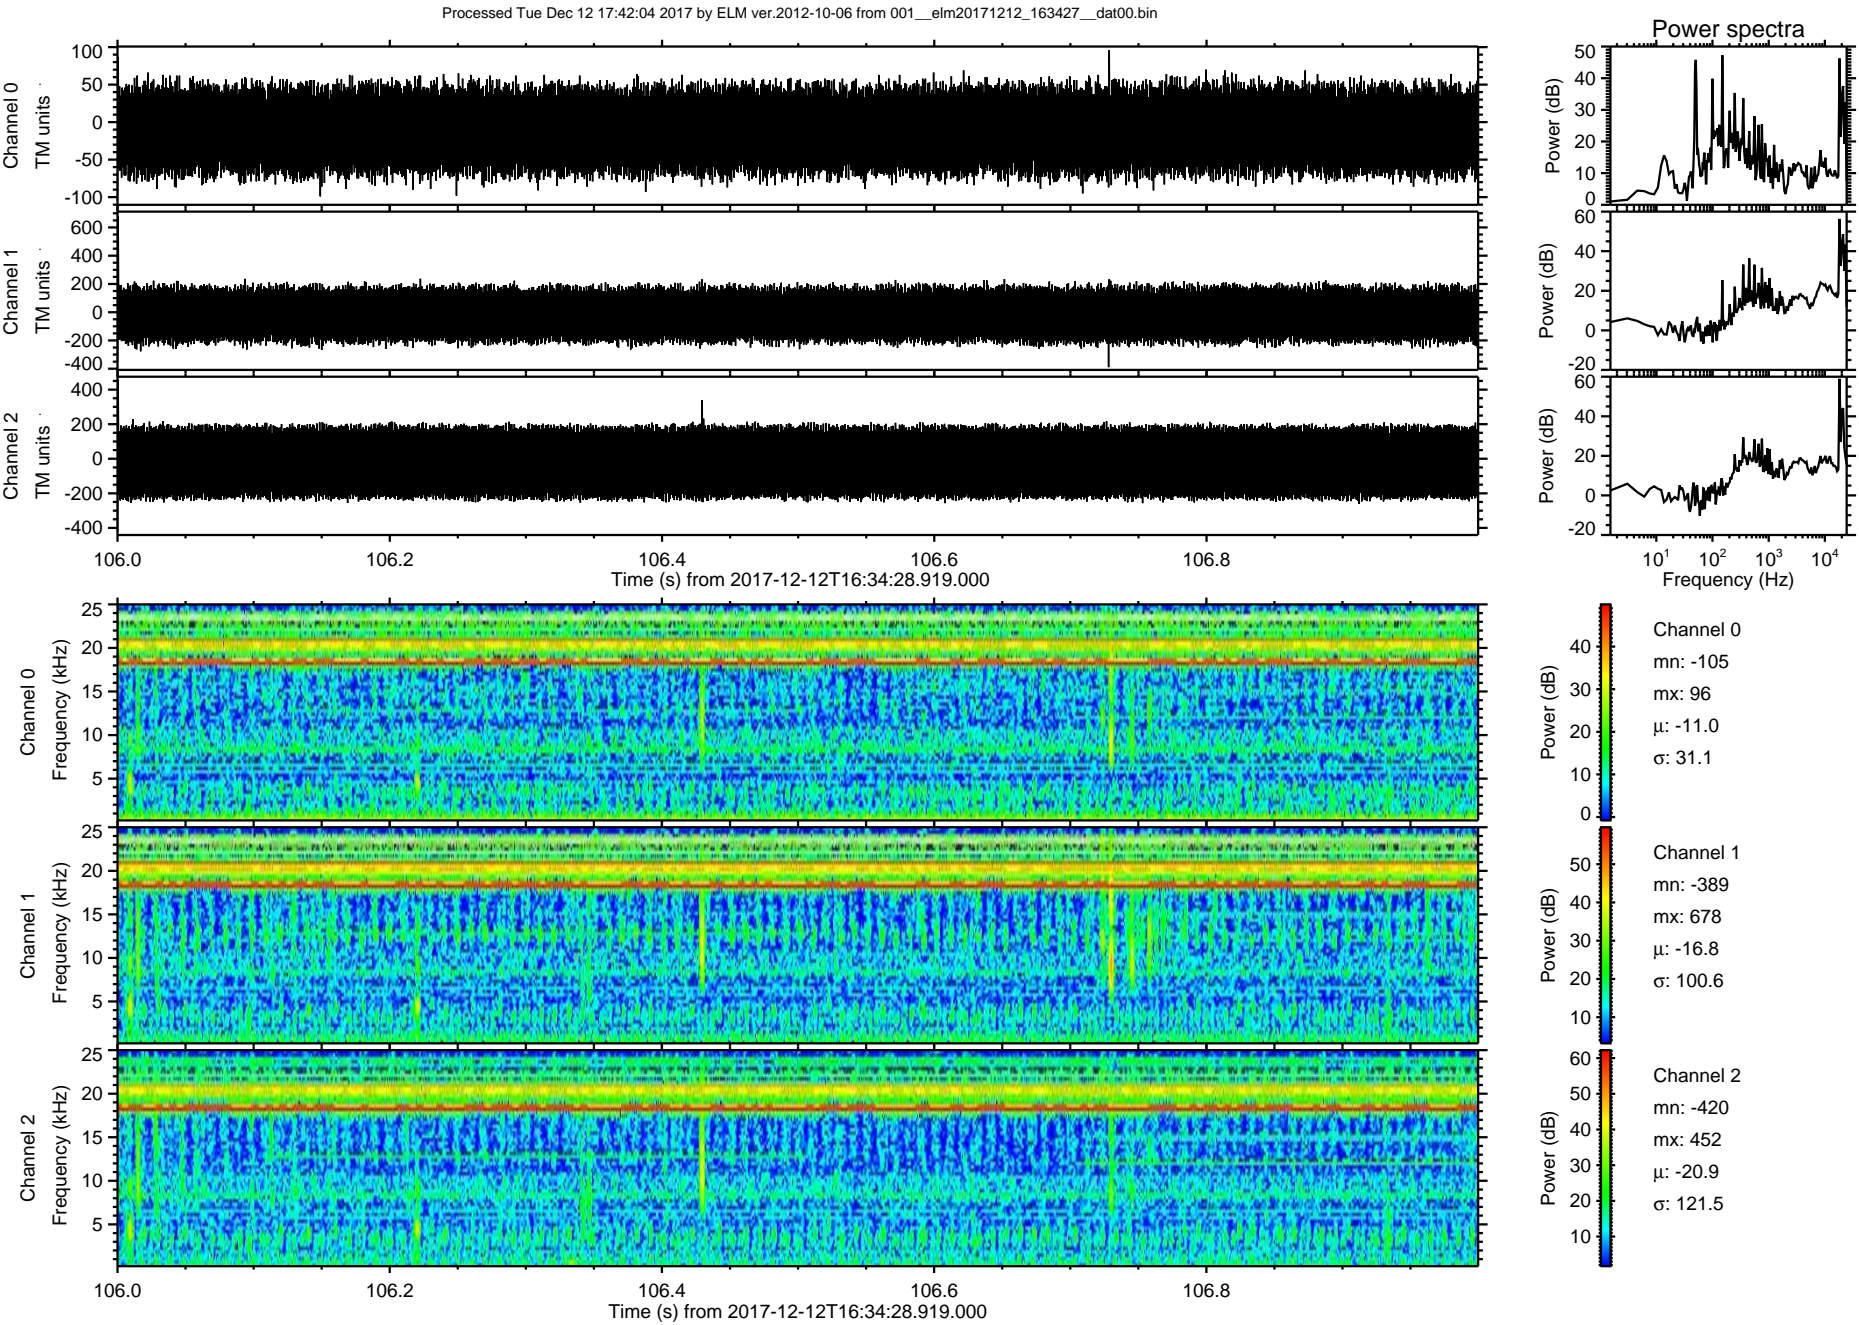 Processed Tue Dec 12 17:42:04 2017 by ELM ver.2012-10-06 from 001__elm20171212_163427__dat00.bin
Power spectra
Channel 0
TM units
100
50
0
-50
-100
Power (dB)
50
40
30
20
10
0
Channel 1
TM units
600
400
200
0
-200
-400
Power (dB)
60
40
20
0
-20
Channel 2
TM units
400
200
0
-200
-400
Power (dB)
60
40
20
0
-20
106.0 106.2 106.4 106.6 106.8
Time (s) from 2017-12-12T16:34:28.919.000
10^1 10^2 10^3 10^4
Frequency (Hz)
Channel 0
Frequency (kHz)
25
20
15
10
5
Power (dB)
40
30
20
10
0
Channel 0
mn: -105
mx: 96
µ: -11.0
σ: 31.1
Channel 1
Frequency (kHz)
25
20
15
10
5
Power (dB)
50
40
30
20
10
Channel 1
mn: -389
mx: 678
µ: -16.8
σ: 100.6
Channel 2
Frequency (kHz)
25
20
15
10
5
Power (dB)
60
50
40
30
20
10
Channel 2
mn: -420
mx: 452
µ: -20.9
σ: 121.5
106.0 106.2 106.4 106.6 106.8
Time (s) from 2017-12-12T16:34:28.919.000